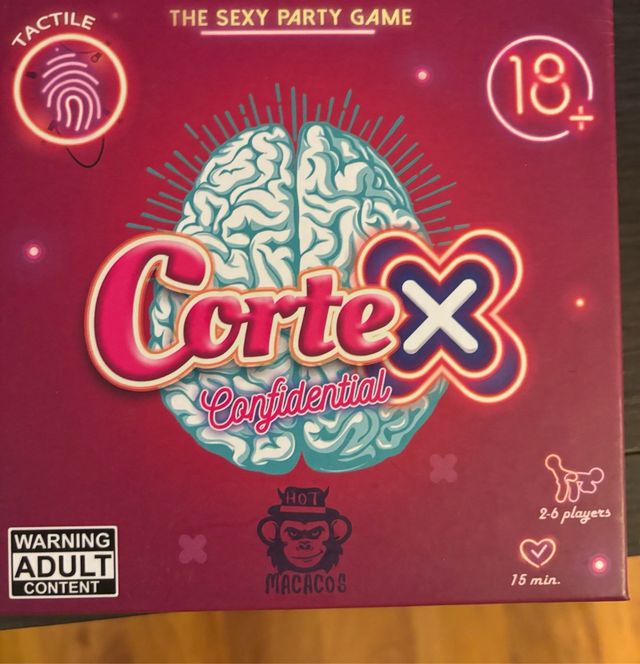 TACTILE
THE SEXY PARTY GAME
18+
CorteX
Confidential
HOT
MACACOS
WARNING
ADULT
CONTENT
2-6 players
15 min.